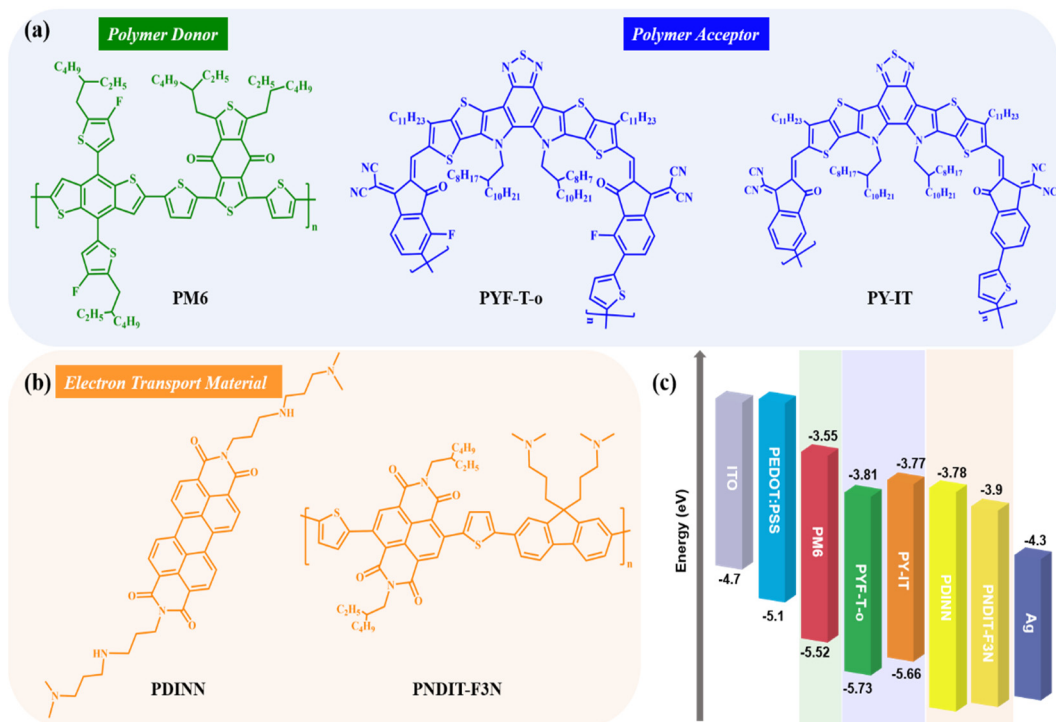 (a)
Polymer Donor
Polymer Acceptor
C4H9
C2H5
F
S
C4H9
C2H5
C2H5
C4H9
S
O
O
S
S
S
S
S
n
S
F
C2H5
C4H9
PM6
N
S
N
S
S
C11H23
C11H23
S
N
N
S
NC
CN
O
C8H17
C10H21
C8H7
C10H21
O
CN
CN
F
F
S
n
PYF-T-o
N
S
N
S
S
C11H23
C11H23
S
N
N
S
NC
CN
O
C8H17
C10H21
C8H17
C10H21
O
CN
NC
S
n
PY-IT
(b)
Electron Transport Material
N
NH
O
N
O
O
N
O
HN
N
PDINN
C4H9
C2H5
N
N
O
N
O
S
S
n
O
N
O
C2H5
C4H9
PNDIT-F3N
(c)
Energy (eV)
ITO
-4.7
PEDOT:PSS
-5.1
-3.55
PM6
-5.52
-3.81
PYF-T-o
-5.73
-3.77
PY-IT
-5.66
-3.78
PDINN
-3.9
PNDIT-F3N
-4.3
Ag